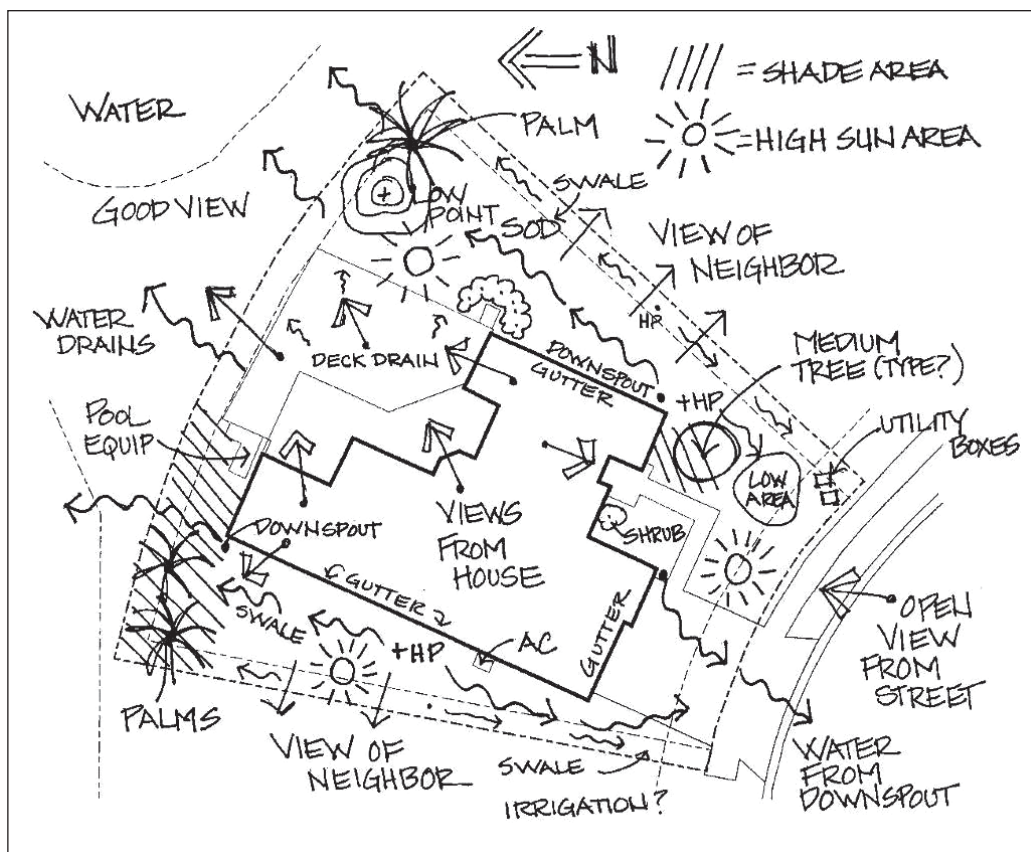 N
= SHADE AREA
= HIGH SUN AREA
WATER
PALM
GOOD VIEW
LOW
POINT
SOD
SWALE
VIEW OF
NEIGHBOR
HP
WATER
DRAINS
DECK DRAIN
DOWNSPOUT
GUTTER
+HP
MEDIUM
TREE (TYPE?)
UTILITY
BOXES
POOL
EQUIP
LOW
AREA
DOWNSPOUT
VIEWS
FROM
HOUSE
SHRUB
GUTTER
SWALE
GUTTER
+HP
AC
OPEN
VIEW
FROM
STREET
PALMS
VIEW OF
NEIGHBOR
SWALE
IRRIGATION?
WATER
FROM
DOWNSPOUT